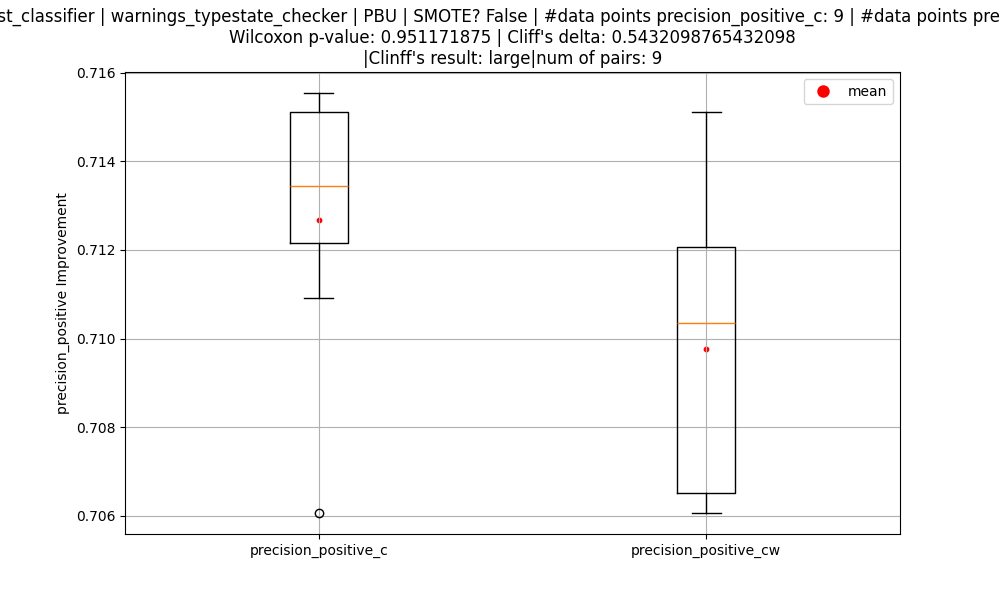 st_classifier | warnings_typestate_checker | PBU | SMOTE? False | #data points precision_positive_c: 9 | #data points pre
Wilcoxon p-value: 0.951171875 | Cliff's delta: 0.5432098765432098
|Clinff's result: large|num of pairs: 9
mean
0.716
0.714
0.712
0.710
0.708
0.706
precision_positive Improvement
precision_positive_c
precision_positive_cw